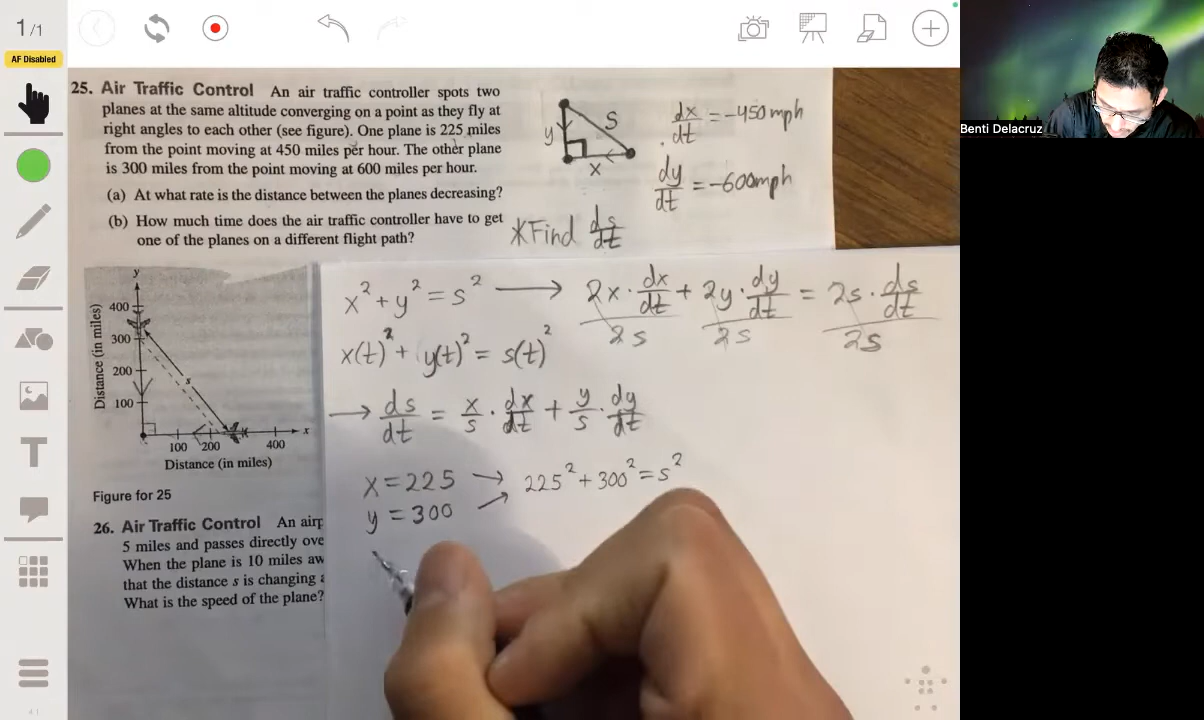 1/1
AF Disabled
25. Air Traffic Control An air traffic controller spots two
planes at the same altitude converging on a point as they fly at
right angles to each other (see figure). One plane is 225 miles
from the point moving at 450 miles per hour. The other plane
is 300 miles from the point moving at 600 miles per hour.
(a) At what rate is the distance between the planes decreasing?
(b) How much time does the air traffic controller have to get
one of the planes on a different flight path?
y
S
x
dx/dt = -450mph
dy/dt = -600mph
*Find ds/dt
Benti Delacruz
y
400
300
200
100
s
x
100 200 400
Distance (in miles)
Distance (in miles)
Figure for 25
26. Air Traffic Control An airp
5 miles and passes directly ove
When the plane is 10 miles aw
that the distance s is changing a
What is the speed of the plane?
x² + y² = s² → 2x · dx/dt / 2s + 2y · dy/dt / 2s = 2s · ds/dt / 2s
x(t)² + y(t)² = s(t)²
→ ds/dt = x/s · dx/dt + y/s · dy/dt
x = 225 → 225² + 300² = s²
y = 300
T